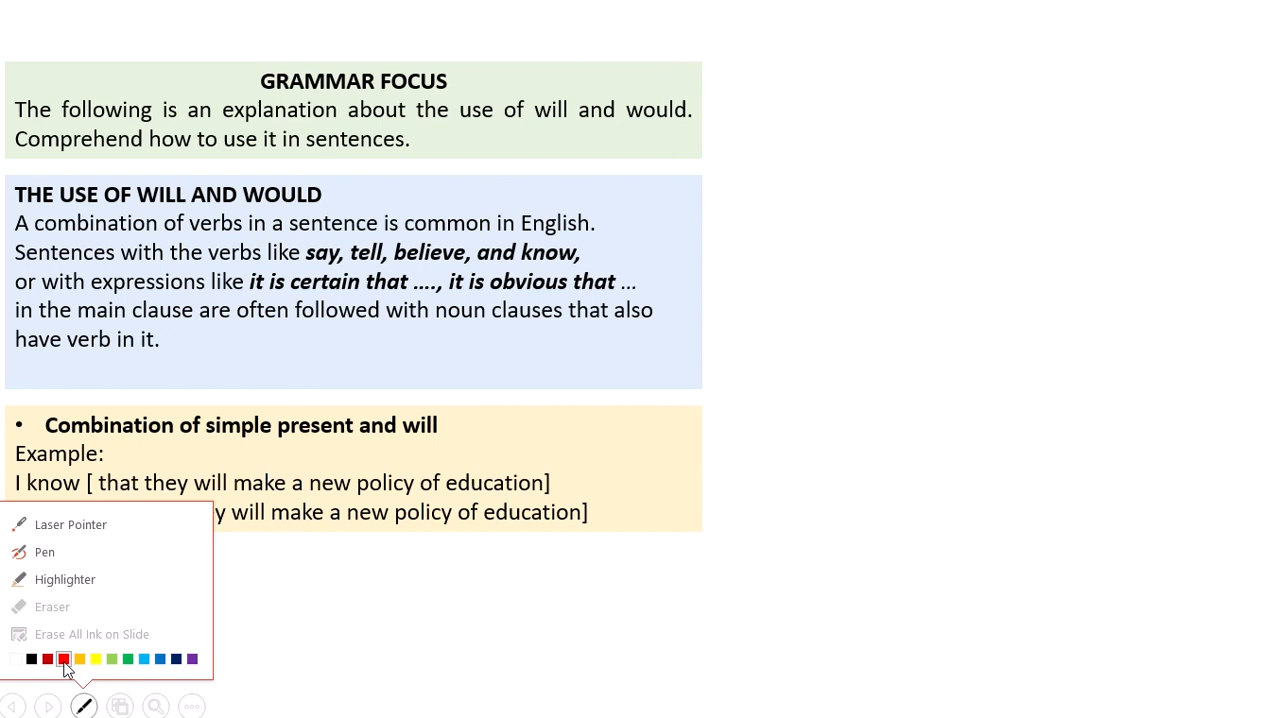 GRAMMAR FOCUS
The following is an explanation about the use of will and would.
Comprehend how to use it in sentences.
THE USE OF WILL AND WOULD
A combination of verbs in a sentence is common in English.
Sentences with the verbs like say, tell, believe, and know,
or with expressions like it is certain that ...., it is obvious that ...
in the main clause are often followed with noun clauses that also
have verb in it.
• Combination of simple present and will
Example:
I know [ that they will make a new policy of education]
will make a new policy of education]
Laser Pointer
Pen
Highlighter
Eraser
Erase All Ink on Slide